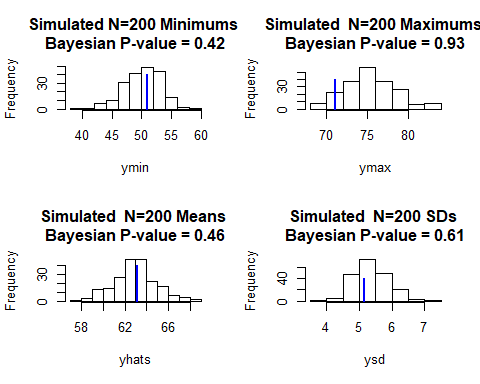 Simulated N=200 Minimums
Bayesian P-value = 0.42
Frequency
0 30
40 45 50 55 60
ymin
Simulated N=200 Maximums
Bayesian P-value = 0.93
Frequency
0 30
70 75 80
ymax
Simulated N=200 Means
Bayesian P-value = 0.46
Frequency
0 30
58 62 66
yhats
Simulated N=200 SDs
Bayesian P-value = 0.61
Frequency
0 40
4 5 6 7
ysd